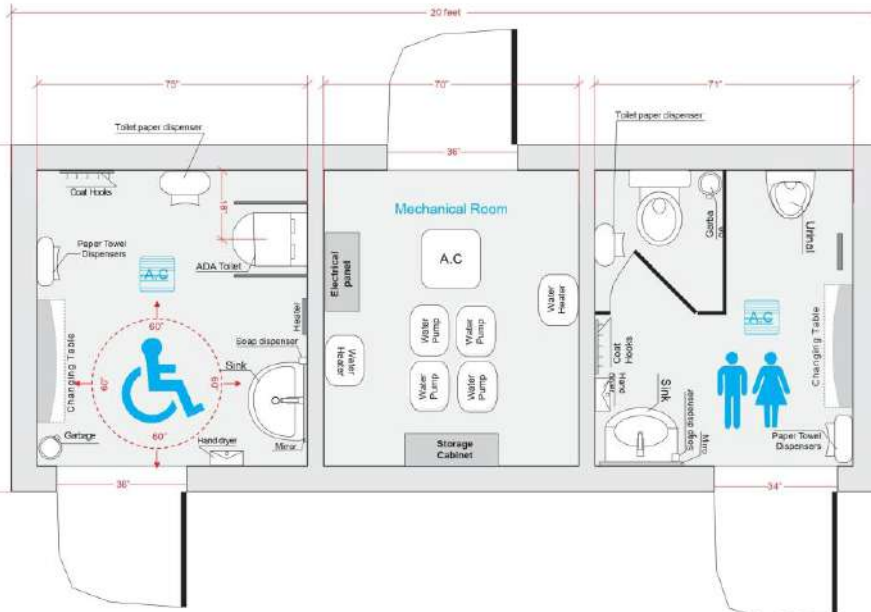 20 feet
75"
70"
71"
Toilet paper dispenser
Toilet paper dispenser
36"
Coat Hooks
18"
Mechanical Room
Garba
ge
Urinal
Paper Towel
Dispensers
A.C
ADA Toilet
Electrical
panel
A.C
Water
Heater
Heater
A.C
60"
Soap dispenser
Water
Pump
Water
Pump
Coat
Hooks
Changing Table
Changing Table
Sink
Water
Heater
60"
60"
Water
Pump
Water
Pump
Hand
dryer
Sink
Soap dispenser
60"
Garbage
Hand dryer
Mirror
Storage
Cabinet
Mirro
Paper Towel
Dispensers
36"
34"